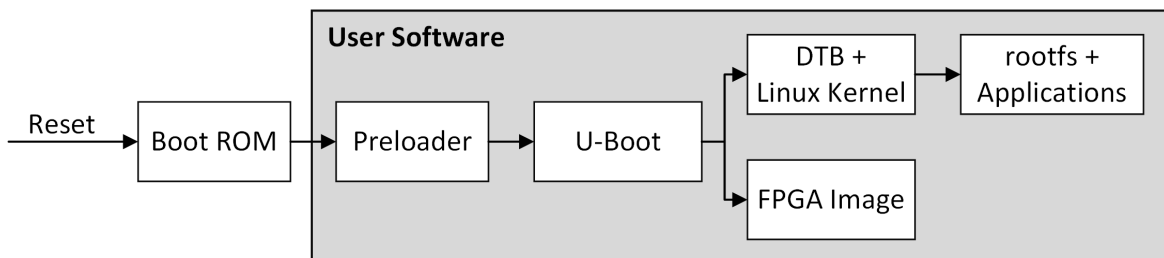 User Software
Reset
Boot ROM
Preloader
U-Boot
DTB +
Linux Kernel
rootfs +
Applications
FPGA Image